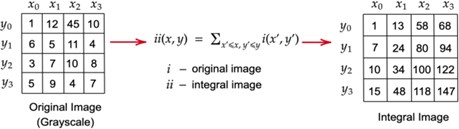 x₀ x₁ x₂ x₃
y₀ 1 12 45 10
y₁ 6 5 11 4
y₂ 3 7 10 8
y₃ 5 9 4 7
Original Image
(Grayscale)
ii(x, y) = ∑x′⩽x, y′⩽y i(x′, y′)
i – original image
ii – integral image
x₀ x₁ x₂ x₃
y₀ 1 13 58 68
y₁ 7 24 80 94
y₂ 10 34 100 122
y₃ 15 48 118 147
Integral Image